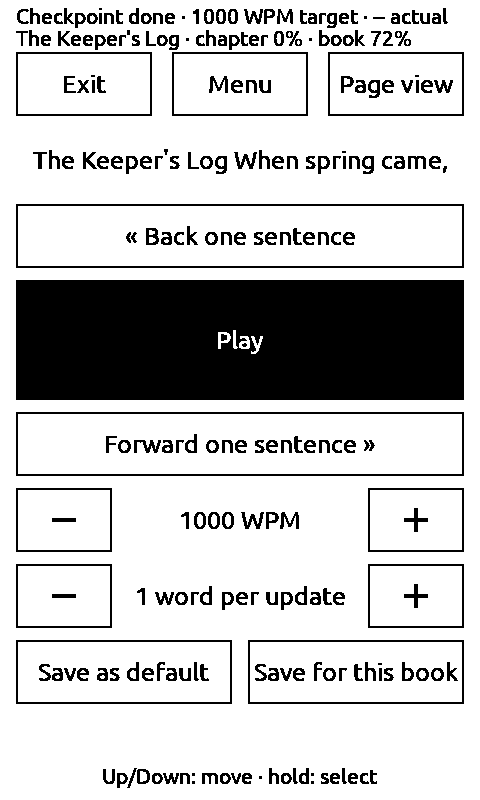 Checkpoint done · 1000 WPM target · – actual
The Keeper's Log · chapter 0% · book 72%
Exit Menu Page view
The Keeper's Log When spring came,
« Back one sentence
Play
Forward one sentence »
− 1000 WPM +
− 1 word per update +
Save as default Save for this book
Up/Down: move · hold: select